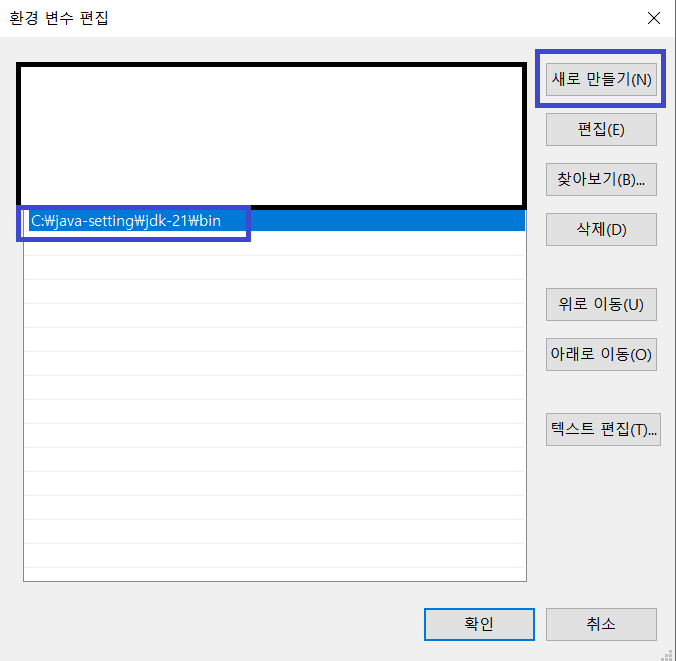 환경 변수 편집
새로 만들기(N)
편집(E)
찾아보기(B)...
C:₩java-setting₩jdk-21₩bin
삭제(D)
위로 이동(U)
아래로 이동(O)
텍스트 편집(T)...
확인
취소